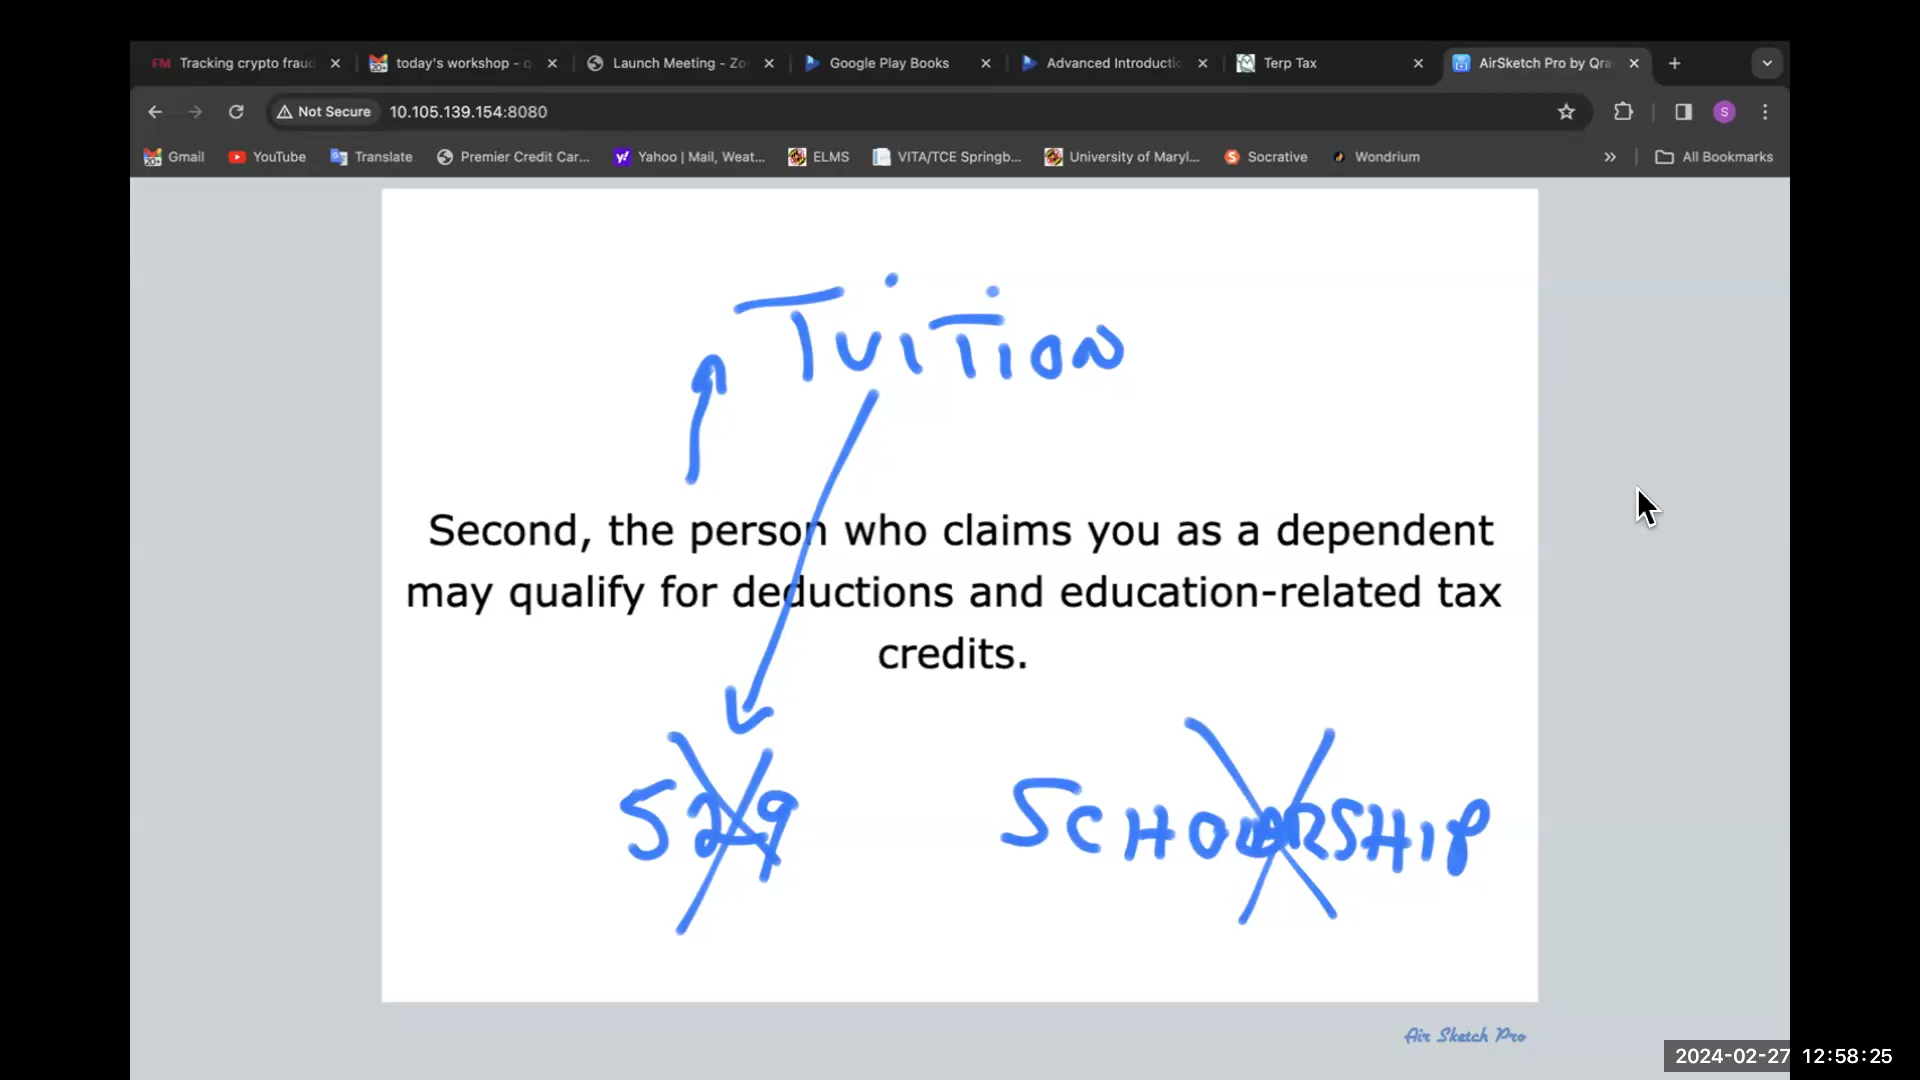 FM Tracking crypto fraud
today's workshop - q
Launch Meeting - Zo
Google Play Books
Advanced Introductic
Terp Tax
AirSketch Pro by Qra
Not Secure 10.105.139.154:8080
S
Gmail
YouTube
Translate
Premier Credit Car...
Yahoo | Mail, Weat...
ELMS
VITA/TCE Springb...
University of Maryl...
Socrative
Wondrium
All Bookmarks
TUiTiON
Second, the person who claims you as a dependent
may qualify for deductions and education-related tax
credits.
529 SCHOLARSHIP
Air Sketch Pro
2024-02-27 12:58:25